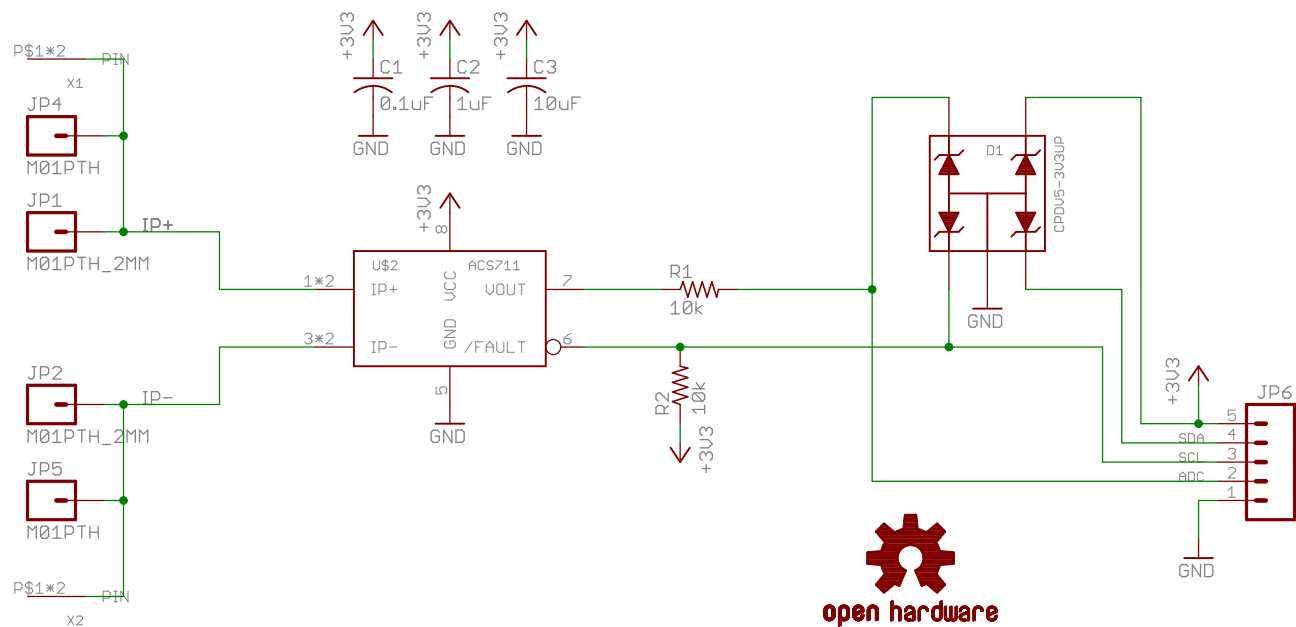 P$1*2
PIN
X1
JP4
M01PTH
JP1
M01PTH_2MM
IP+
JP2
M01PTH_2MM
IP-
JP5
M01PTH
P$1*2
PIN
X2
+3V3
C1
0.1uF
GND
+3V3
C2
1uF
GND
+3V3
C3
10uF
GND
+3V3
8
U$2
ACS711
1*2
IP+
VCC
VOUT
7
3*2
IP-
GND
/FAULT
6
5
GND
R1
10k
R2
10k
+3V3
D1
CPDV5-3V3UP
GND
+3V3
JP6
5
SDA
4
SCL
3
ADC
2
1
GND
open hardware